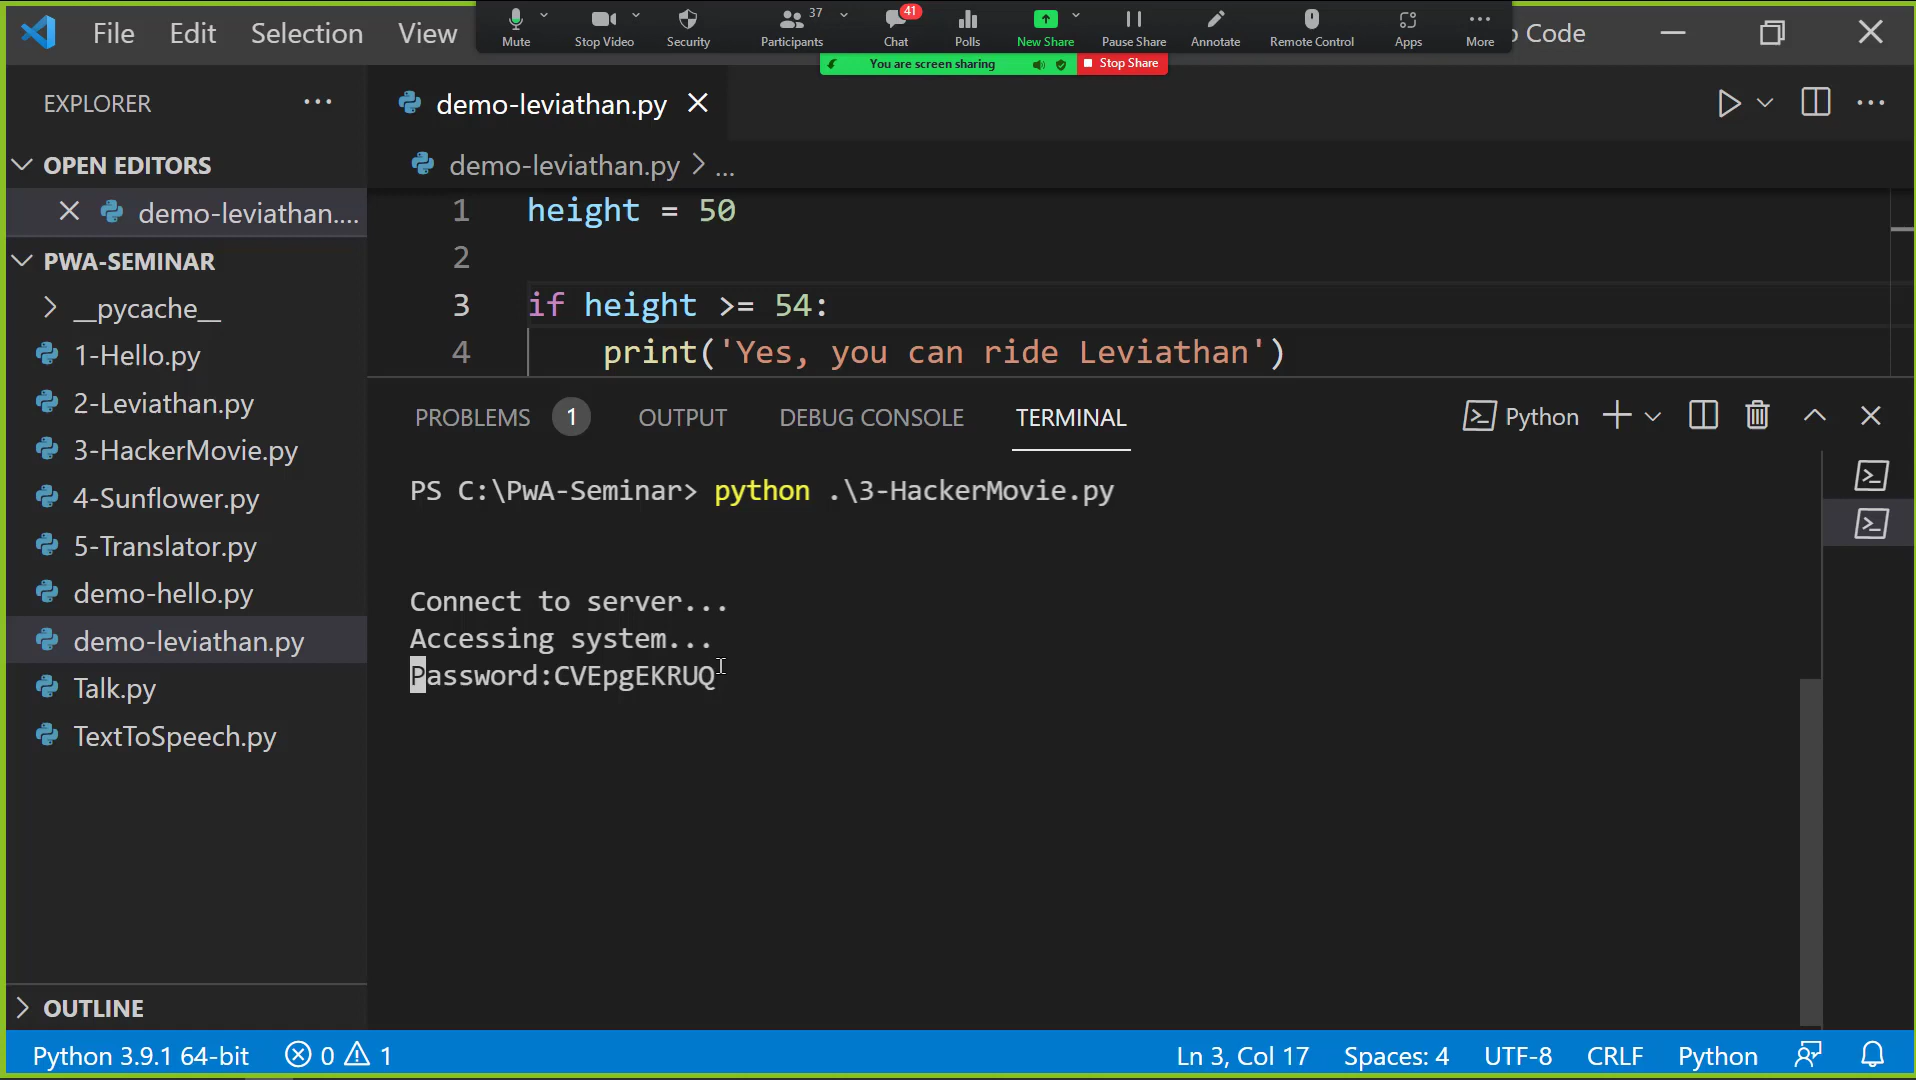 File Edit Selection View
Mute Stop Video Security Participants 37 Chat 41 Polls New Share Pause Share Annotate Remote Control Apps More
Code
You are screen sharing Stop Share
EXPLORER
demo-leviathan.py
OPEN EDITORS
demo-leviathan....
demo-leviathan.py > ...
PWA-SEMINAR
__pycache__
1-Hello.py
2-Leviathan.py
3-HackerMovie.py
4-Sunflower.py
5-Translator.py
demo-hello.py
demo-leviathan.py
Talk.py
TextToSpeech.py
OUTLINE
1 height = 50
2
3 if height >= 54:
4 print('Yes, you can ride Leviathan')
PROBLEMS 1 OUTPUT DEBUG CONSOLE TERMINAL
Python
PS C:\PwA-Seminar> python .\3-HackerMovie.py
Connect to server...
Accessing system...
Password:CVEpgEKRUQ
Python 3.9.1 64-bit 0 1 Ln 3, Col 17 Spaces: 4 UTF-8 CRLF Python